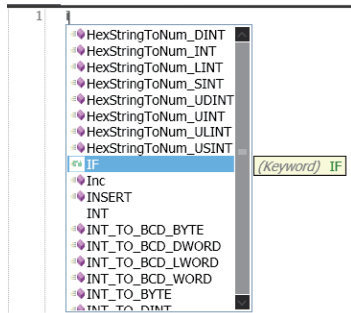 1 i
HexStringToNum_DINT
HexStringToNum_INT
HexStringToNum_LINT
HexStringToNum_SINT
HexStringToNum_UDINT
HexStringToNum_UINT
HexStringToNum_ULINT
HexStringToNum_USINT
IF (Keyword) IF
Inc
INSERT
INT
INT_TO_BCD_BYTE
INT_TO_BCD_DWORD
INT_TO_BCD_LWORD
INT_TO_BCD_WORD
INT_TO_BYTE
INT_TO_DINT